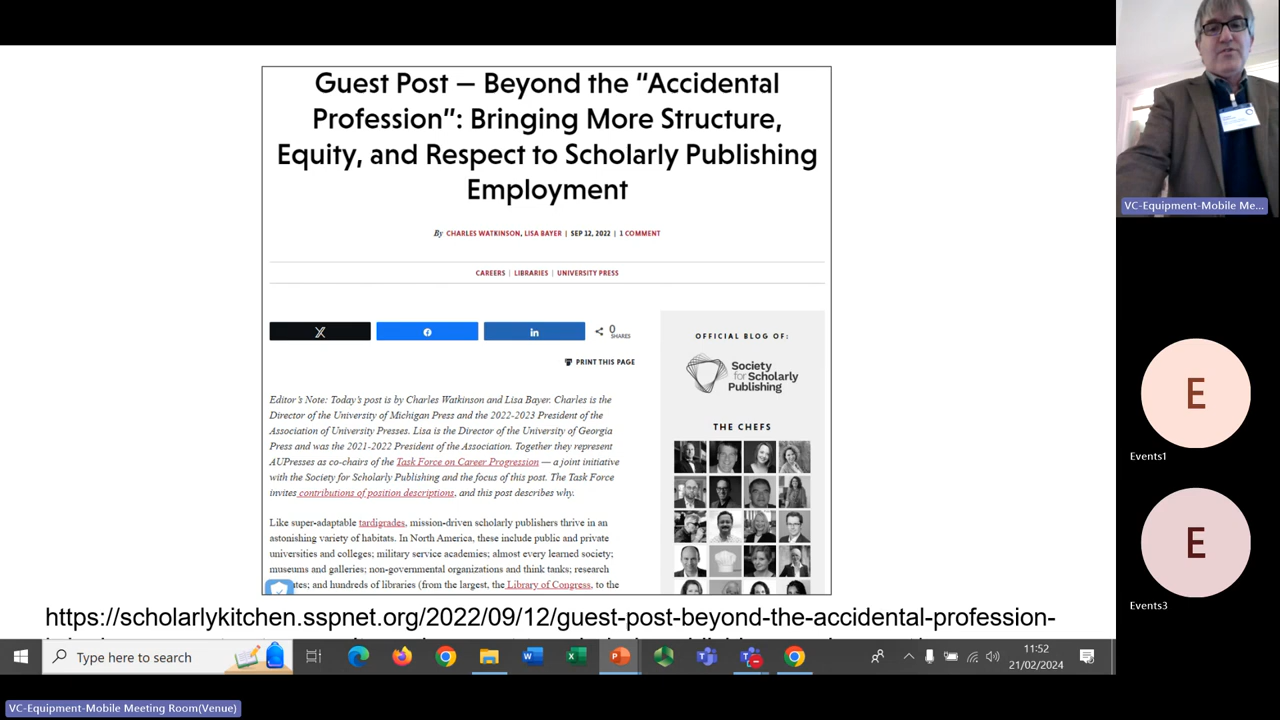 Guest Post — Beyond the “Accidental
Profession”: Bringing More Structure,
Equity, and Respect to Scholarly Publishing
Employment
By CHARLES WATKINSON, LISA BAYER | SEP 12, 2022 | 1 COMMENT
CAREERS | LIBRARIES | UNIVERSITY PRESS
0
SHARES
PRINT THIS PAGE
OFFICIAL BLOG OF:
Society
for Scholarly
Publishing
THE CHEFS
Editor’s Note: Today’s post is by Charles Watkinson and Lisa Bayer. Charles is the
Director of the University of Michigan Press and the 2022-2023 President of the
Association of University Presses. Lisa is the Director of the University of Georgia
Press and was the 2021-2022 President of the Association. Together they represent
AUPresses as co-chairs of the Task Force on Career Progression — a joint initiative
with the Society for Scholarly Publishing and the focus of this post. The Task Force
invites contributions of position descriptions, and this post describes why.
Like super-adaptable tardigrades, mission-driven scholarly publishers thrive in an
astonishing variety of habitats. In North America, these include public and private
universities and colleges; military service academies; almost every learned society;
museums and galleries; non-governmental organizations and think tanks; research
and hundreds of libraries (from the largest, the Library of Congress, to the
https://scholarlykitchen.sspnet.org/2022/09/12/guest-post-beyond-the-accidental-profession-
Type here to search
11:52
21/02/2024
VC-Equipment-Mobile Me...
E
Events1
E
Events3
VC-Equipment-Mobile Meeting Room(Venue)